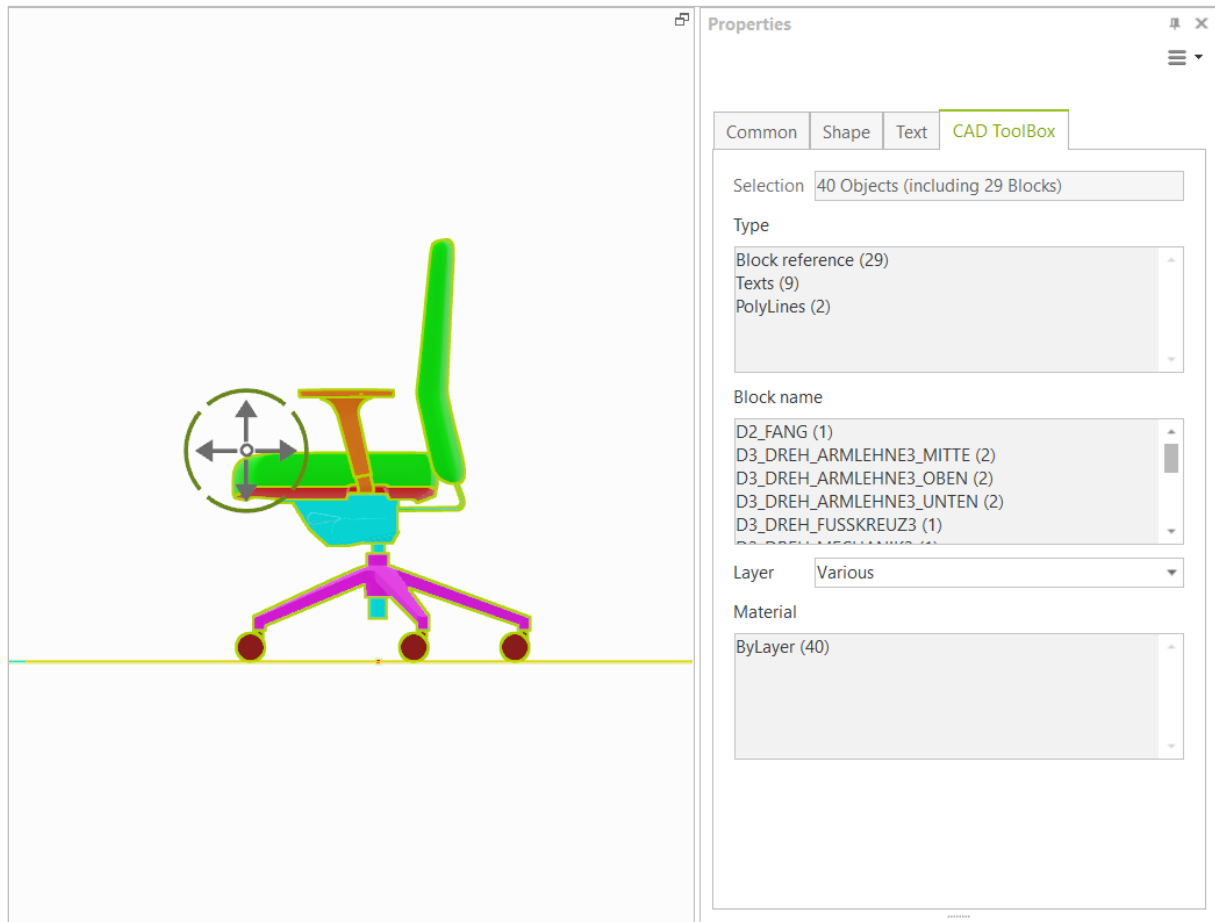 Properties
Common
Shape
Text
CAD ToolBox
Selection
40 Objects (including 29 Blocks)
Type
Block reference (29)
Texts (9)
PolyLines (2)
Block name
D2_FANG (1)
D3_DREH_ARMLEHNE3_MITTE (2)
D3_DREH_ARMLEHNE3_OBEN (2)
D3_DREH_ARMLEHNE3_UNTEN (2)
D3_DREH_FUSSKREUZ3 (1)
Layer
Various
Material
ByLayer (40)